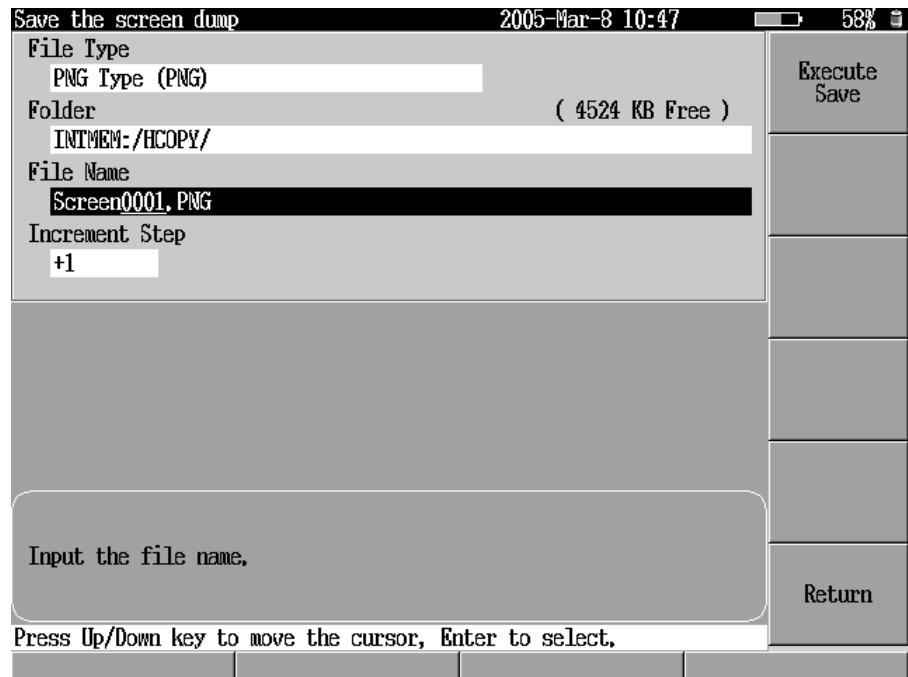 Save the screen dump 2005-Mar-8 10:47 58%
File Type
PNG Type (PNG)
Execute
Save
Folder ( 4524 KB Free )
INTMEM:/HCOPY/
File Name
Screen0001.PNG
Increment Step
+1
Input the file name.
Return
Press Up/Down key to move the cursor, Enter to select.